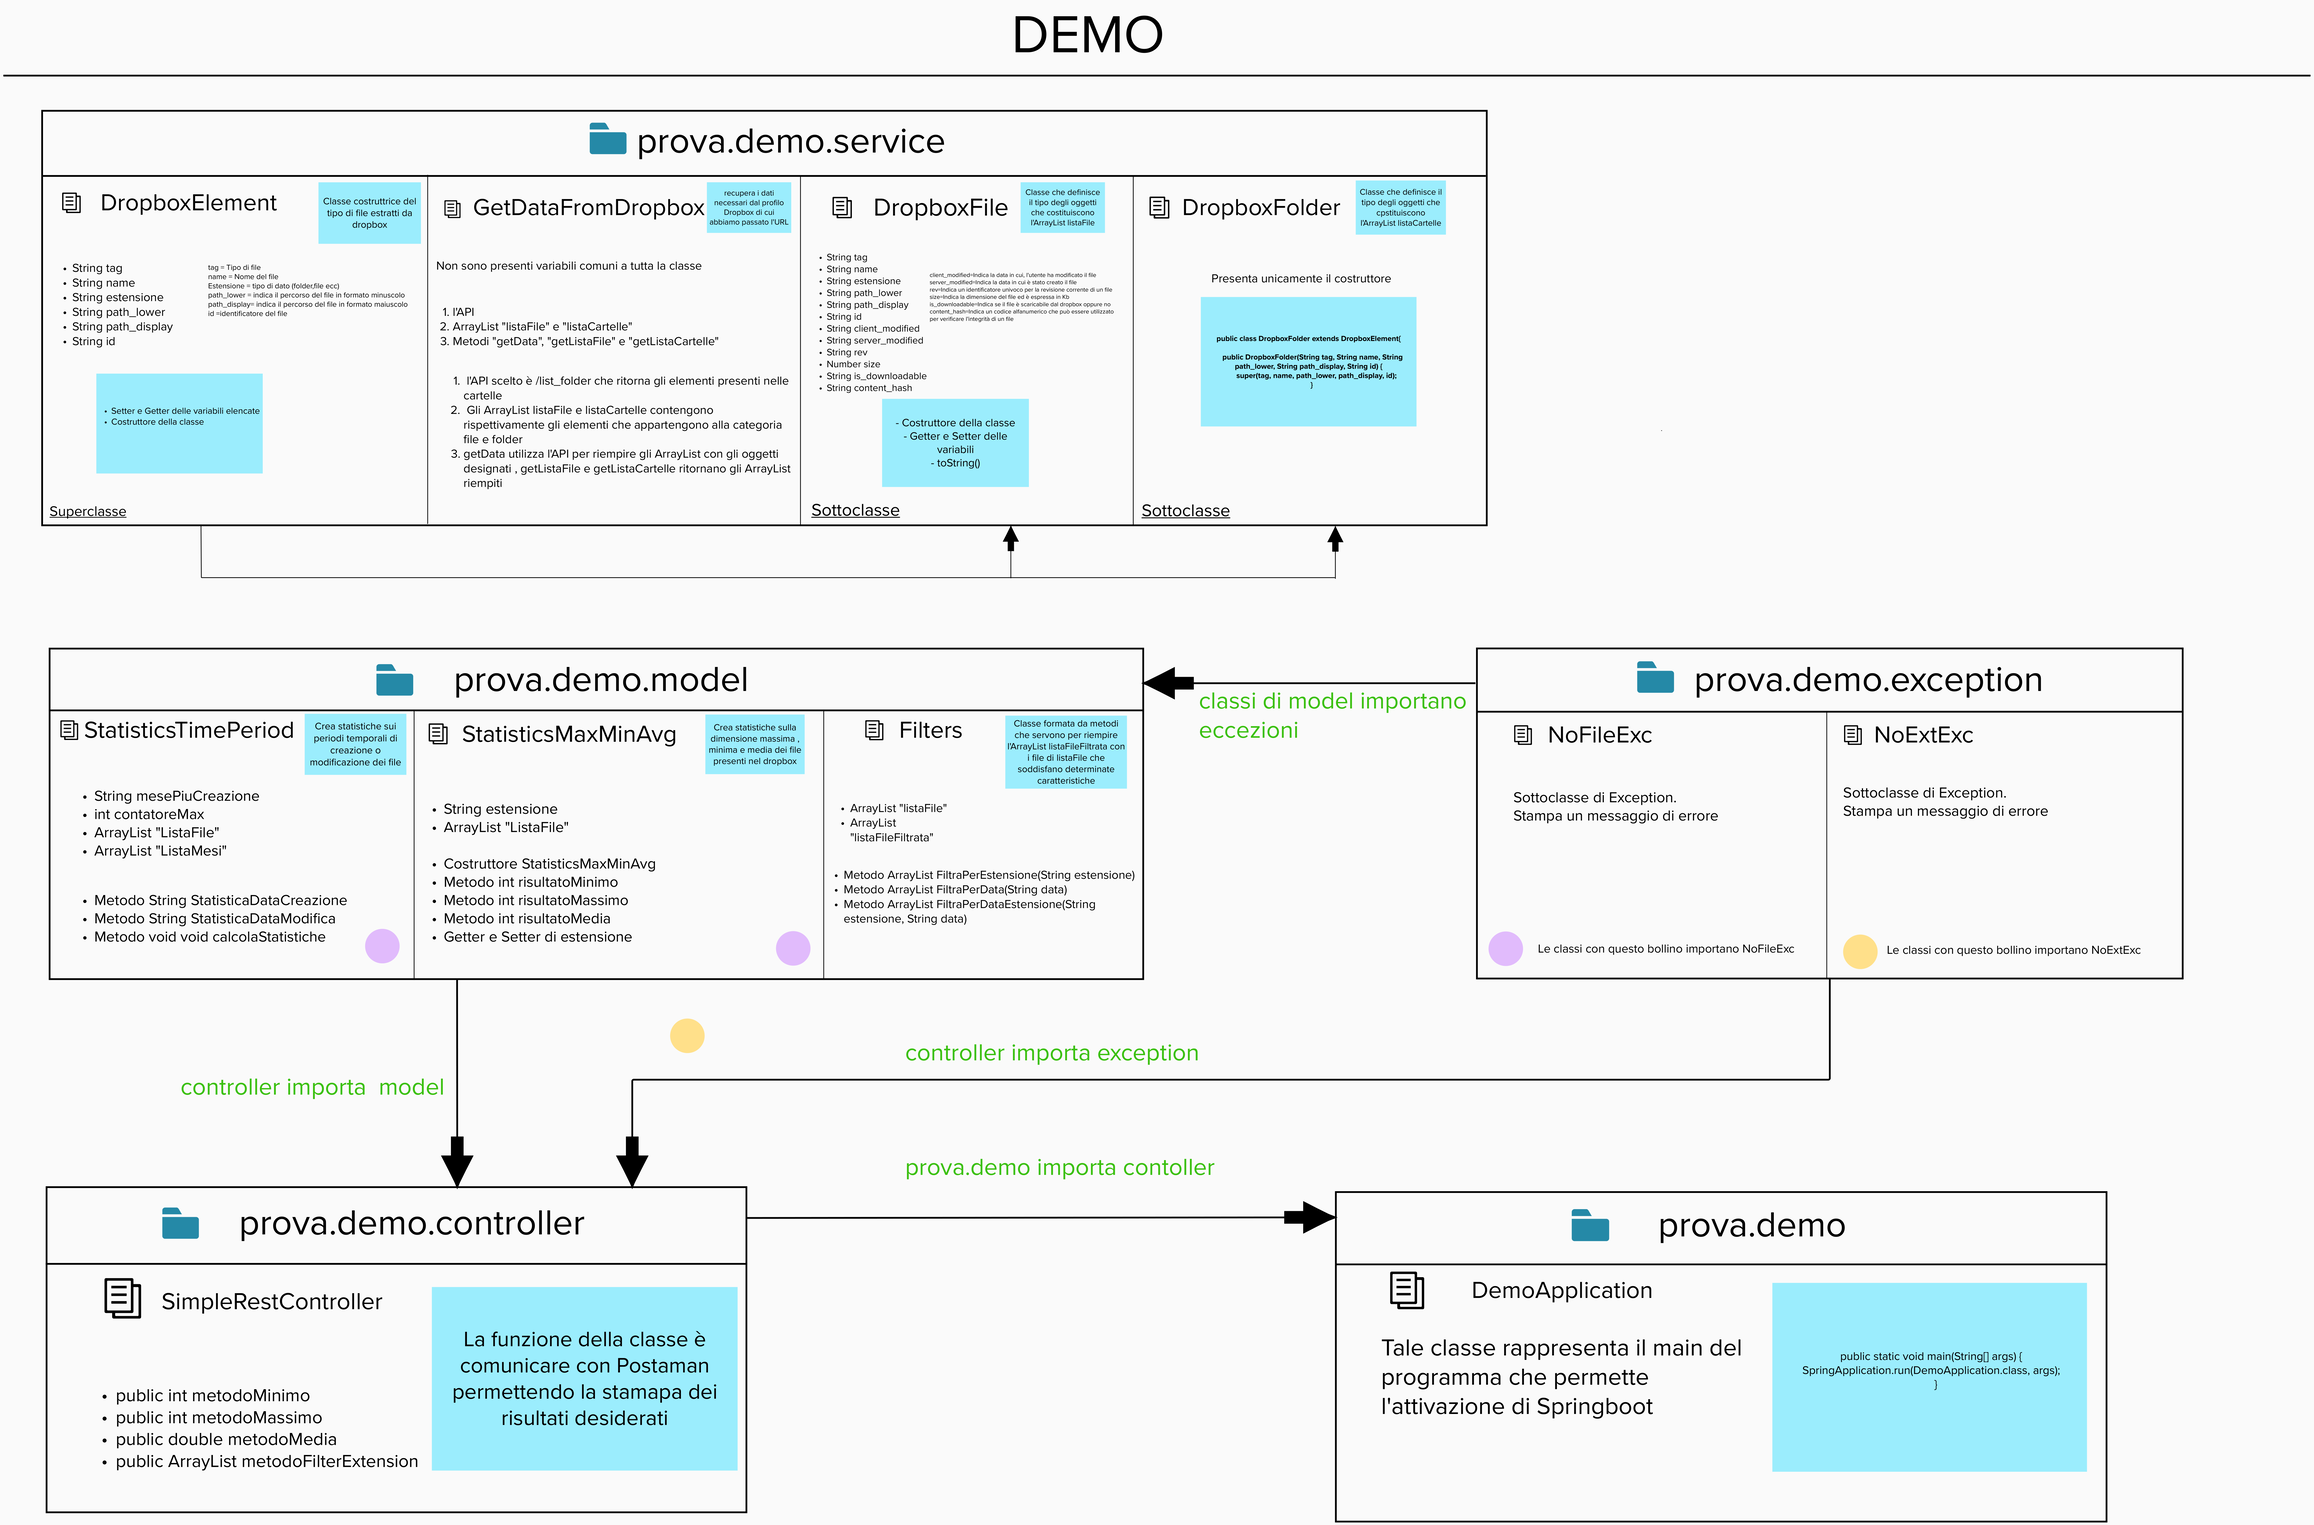 DEMO
prova.demo.service
DropboxElement
Classe costruttrice del
tipo di file estratti da
dropbox
• String tag
• String name
• String estensione
• String path_lower
• String path_display
• String id
tag = Tipo di file
name = Nome del file
Estensione = tipo di dato (folder,file ecc)
path_lower = indica il percorso del file in formato minuscolo
path_display= indica il percorso del file in formato maiuscolo
id =identificatore del file
• Setter e Getter delle variabili elencate
• Costruttore della classe
Superclasse
GetDataFromDropbox
recupera i dati
necessari dal profilo
Dropbox di cui
abbiamo passato l'URL
Non sono presenti variabili comuni a tutta la classe
1. l'API
2. ArrayList "listaFile" e "listaCartelle"
3. Metodi "getData", "getListaFile" e "getListaCartelle"
1. l'API scelto è /list_folder che ritorna gli elementi presenti nelle
cartelle
2. Gli ArrayList listaFile e listaCartelle contengono
rispettivamente gli elementi che appartengono alla categoria
file e folder
3. getData utilizza l'API per riempire gli ArrayList con gli oggetti
designati , getListaFile e getListaCartelle ritornano gli ArrayList
riempiti
DropboxFile
Classe che definisce
il tipo degli oggetti
che costituiscono
l'ArrayList listaFile
• String tag
• String name
• String estensione
• String path_lower
• String path_display
• String id
• String client_modified
• String server_modified
• String rev
• Number size
• String is_downloadable
• String content_hash
client_modified=Indica la data in cui, l'utente ha modificato il file
server_modified=Indica la data in cui è stato creato il file
rev=Indica un identificatore univoco per la revisione corrente di un file
size=Indica la dimensione del file ed è espressa in Kb
is_downloadable=Indica se il file è scaricabile dal dropbox oppure no
content_hash=Indica un codice alfanumerico che può essere utilizzato
per verificare l'integrità di un file
- Costruttore della classe
- Getter e Setter delle
variabili
- toString()
Sottoclasse
DropboxFolder
Classe che definisce il
tipo degli oggetti che
cpstituiscono
l'ArrayList listaCartelle
Presenta unicamente il costruttore
public class DropboxFolder extends DropboxElement{
public DropboxFolder(String tag, String name, String
path_lower, String path_display, String id) {
super(tag, name, path_lower, path_display, id);
}
Sottoclasse
prova.demo.model
StatisticsTimePeriod
Crea statistiche sui
periodi temporali di
creazione o
modificazione dei file
• String mesePiuCreazione
• int contatoreMax
• ArrayList "ListaFile"
• ArrayList "ListaMesi"
• Metodo String StatisticaDataCreazione
• Metodo String StatisticaDataModifica
• Metodo void void calcolaStatistiche
StatisticsMaxMinAvg
Crea statistiche sulla
dimensione massima ,
minima e media dei file
presenti nel dropbox
• String estensione
• ArrayList "ListaFile"
• Costruttore StatisticsMaxMinAvg
• Metodo int risultatoMinimo
• Metodo int risultatoMassimo
• Metodo int risultatoMedia
• Getter e Setter di estensione
Filters
Classe formata da metodi
che servono per riempire
l'ArrayList listaFileFiltrata con
i file di listaFile che
soddisfano determinate
caratteristiche
• ArrayList "listaFile"
• ArrayList
"listaFileFiltrata"
• Metodo ArrayList FiltraPerEstensione(String estensione)
• Metodo ArrayList FiltraPerData(String data)
• Metodo ArrayList FiltraPerDataEstensione(String
estensione, String data)
classi di model importano
eccezioni
prova.demo.exception
NoFileExc
Sottoclasse di Exception.
Stampa un messaggio di errore
Le classi con questo bollino importano NoFileExc
NoExtExc
Sottoclasse di Exception.
Stampa un messaggio di errore
Le classi con questo bollino importano NoExtExc
controller importa model
controller importa exception
prova.demo importa contoller
prova.demo.controller
SimpleRestController
La funzione della classe è
comunicare con Postaman
permettendo la stamapa dei
risultati desiderati
• public int metodoMinimo
• public int metodoMassimo
• public double metodoMedia
• public ArrayList metodoFilterExtension
prova.demo
DemoApplication
Tale classe rappresenta il main del
programma che permette
l'attivazione di Springboot
public static void main(String[] args) {
SpringApplication.run(DemoApplication.class, args);
}